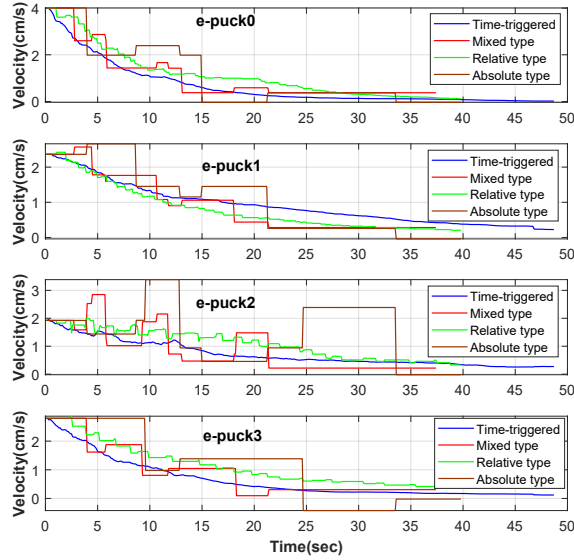 e-puck0
Velocity(cm/s)
4
2
0
0 5 10 15 20 25 30 35 40 45 50
Time-triggered
Mixed type
Relative type
Absolute type
e-puck1
Velocity(cm/s)
2
1
0
0 5 10 15 20 25 30 35 40 45 50
Time-triggered
Mixed type
Relative type
Absolute type
e-puck2
Velocity(cm/s)
3
2
1
0
0 5 10 15 20 25 30 35 40 45 50
Time-triggered
Mixed type
Relative type
Absolute type
e-puck3
Velocity(cm/s)
2
1
0
0 5 10 15 20 25 30 35 40 45 50
Time-triggered
Mixed type
Relative type
Absolute type
Time(sec)